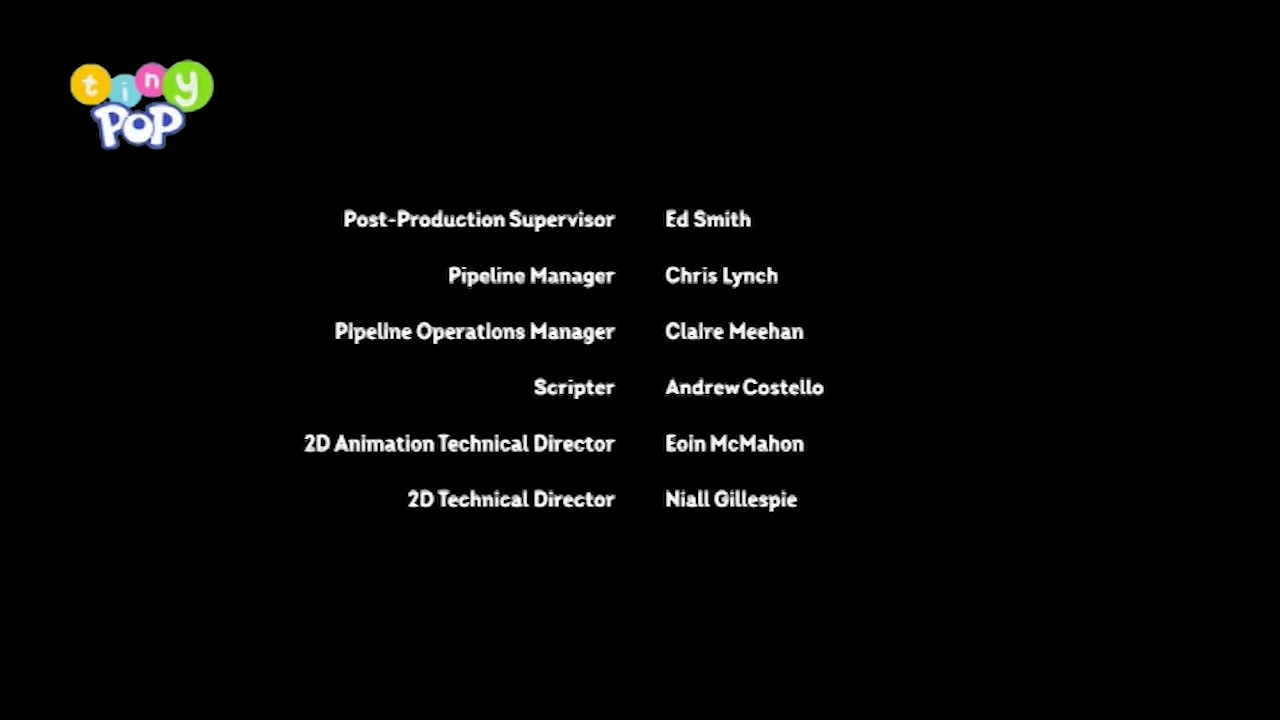 tiny
POP
Post-Production Supervisor Ed Smith
Pipeline Manager Chris Lynch
Pipeline Operations Manager Claire Meehan
Scripter Andrew Costello
2D Animation Technical Director Eoin McMahon
2D Technical Director Niall Gillespie